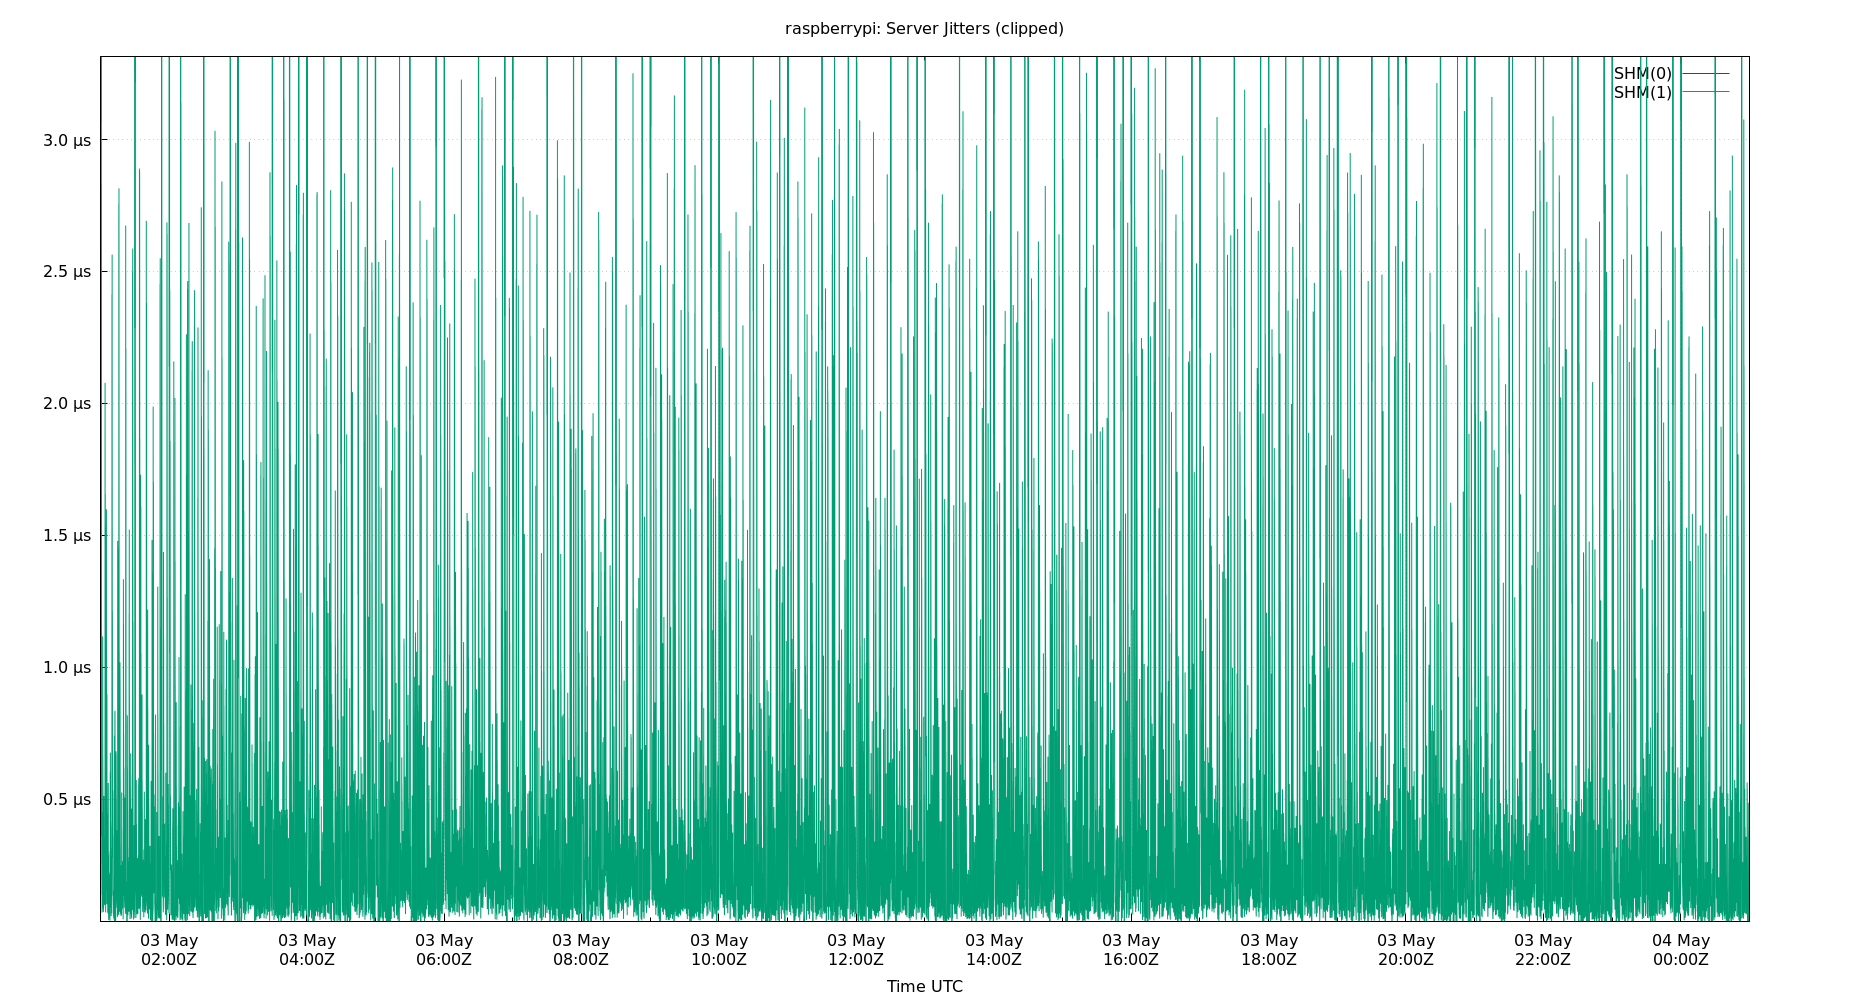 raspberrypi: Server Jitters (clipped)
SHM(0)
SHM(1)
3.0 µs
2.5 µs
2.0 µs
1.5 µs
1.0 µs
0.5 µs
03 May 03 May 03 May 03 May 03 May 03 May 03 May 03 May 03 May 03 May 03 May 04 May
02:00Z 04:00Z 06:00Z 08:00Z 10:00Z 12:00Z 14:00Z 16:00Z 18:00Z 20:00Z 22:00Z 00:00Z
Time UTC